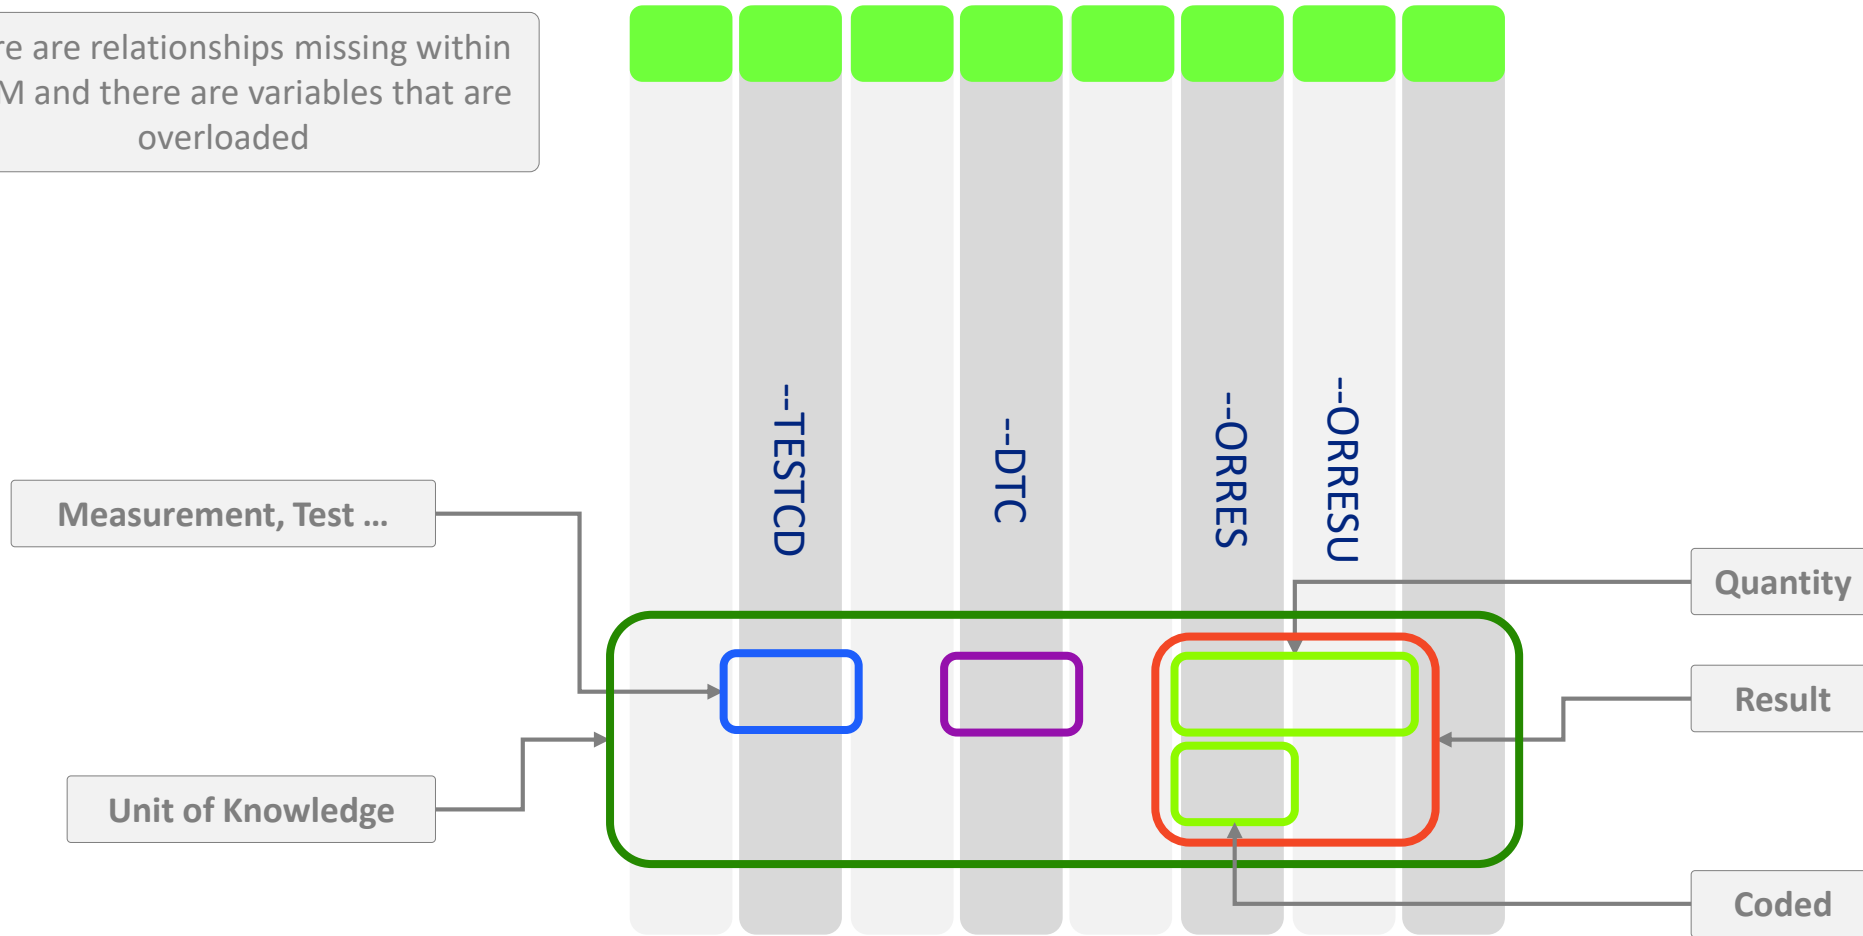 re are relationships missing within
M and there are variables that are
overloaded
--TESTCD
--DTC
--ORRES
--ORRESU
Measurement, Test ...
Quantity
Result
Unit of Knowledge
Coded